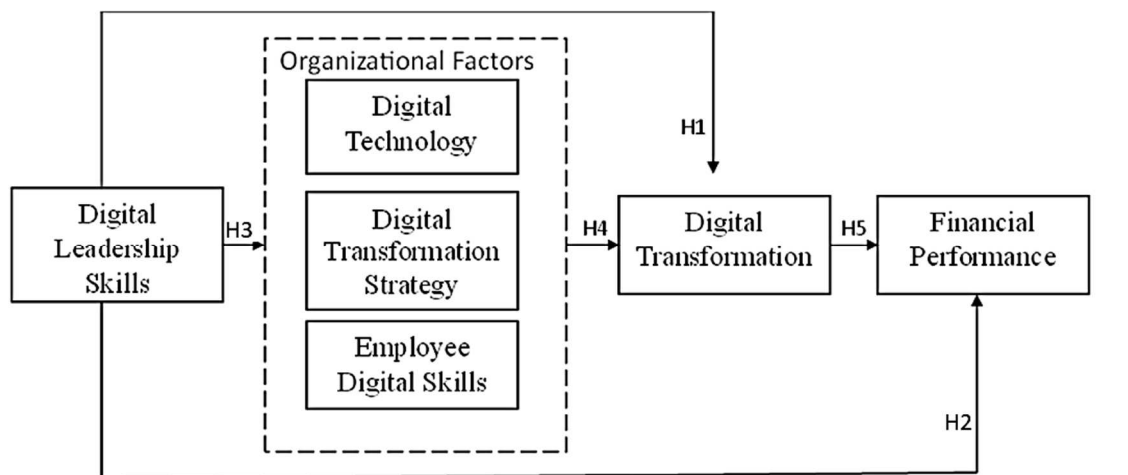 Organizational Factors
Digital
Technology
H1
Digital
Leadership
Skills
H3
Digital
Transformation
Strategy
H4
Digital
Transformation
H5
Financial
Performance
Employee
Digital Skills
H2